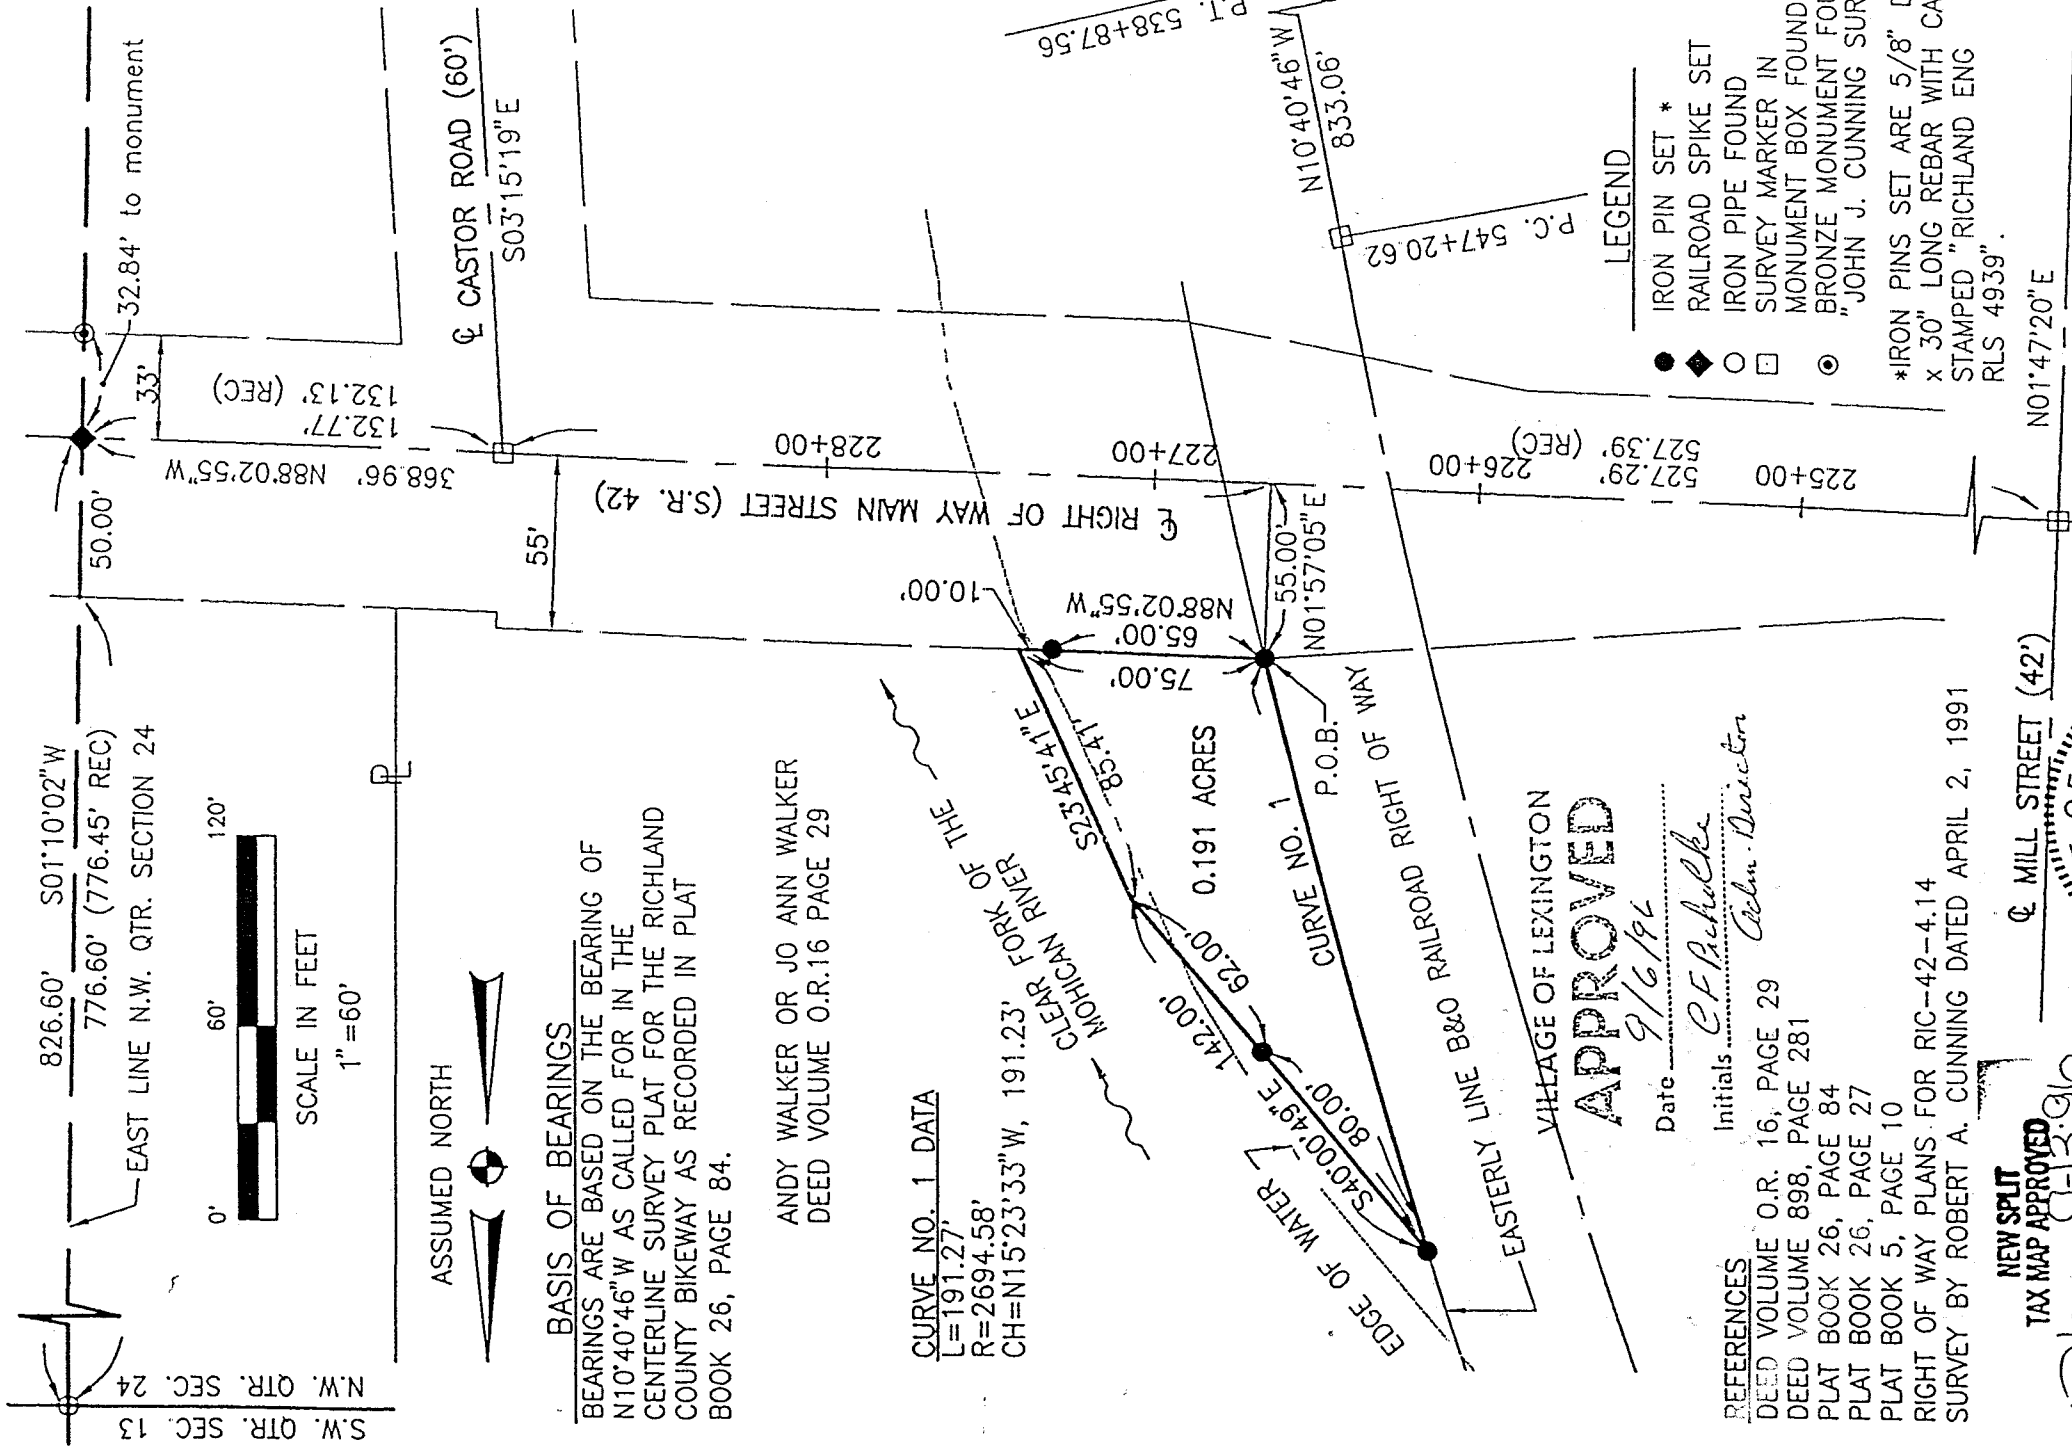 S.W. QTR. SEC. 13
N.W. QTR. SEC. 24
826.60' S01°10'02"W
776.60' (776.45' REC)
EAST LINE N.W. QTR. SECTION 24
50.00'
33'
32.84' to monument
0' 60' 120'
SCALE IN FEET
1"=60'
ASSUMED NORTH
368.96' N88°02'55"W
132.77'
132.13' (REC)
℄ CASTOR ROAD (60')
S03°15'19"E
55'
℄ RIGHT OF WAY MAIN STREET (S.R. 42)
228+00
227+00
226+00
225+00
527.29'
527.39' (REC)
BASIS OF BEARINGS
BEARINGS ARE BASED ON THE BEARING OF
N10°40'46"W AS CALLED FOR IN THE
CENTERLINE SURVEY PLAT FOR THE RICHLAND
COUNTY BIKEWAY AS RECORDED IN PLAT
BOOK 26, PAGE 84.
ANDY WALKER OR JO ANN WALKER
DEED VOLUME O.R.16 PAGE 29
CURVE NO. 1 DATA
L=191.27'
R=2694.58'
CH=N15°23'33"W, 191.23'
CLEAR FORK OF THE
MOHICAN RIVER
EDGE OF WATER
10.00'
S23°45'41"E
85.41'
75.00'
65.00'
N88°02'55"W
55.00'
N01°57'05"E
P.O.B.
0.191 ACRES
CURVE NO. 1
142.00'
62.00'
S40°00'49"E
80.00'
EASTERLY LINE B&O RAILROAD RIGHT OF WAY
P.T. 538+87.56
N10°40'46"W
833.06'
P.C. 547+20.62
LEGEND
IRON PIN SET *
RAILROAD SPIKE SET
IRON PIPE FOUND
SURVEY MARKER IN
MONUMENT BOX FOUND
BRONZE MONUMENT FOU
"JOHN J. CUNNING SUR
*IRON PINS SET ARE 5/8"
x 30" LONG REBAR WITH CA
STAMPED "RICHLAND ENG
RLS 4939".
VILLAGE OF LEXINGTON
APPROVED
Date
Initials
REFERENCES
DEED VOLUME O.R. 16, PAGE 29
DEED VOLUME 898, PAGE 281
PLAT BOOK 26, PAGE 84
PLAT BOOK 26, PAGE 27
PLAT BOOK 5, PAGE 10
RIGHT OF WAY PLANS FOR RIC-42-4.14
SURVEY BY ROBERT A. CUNNING DATED APRIL 2, 1991
NEW SPLIT
TAX MAP APPROVED
℄ MILL STREET (42')
N01°47'20"E